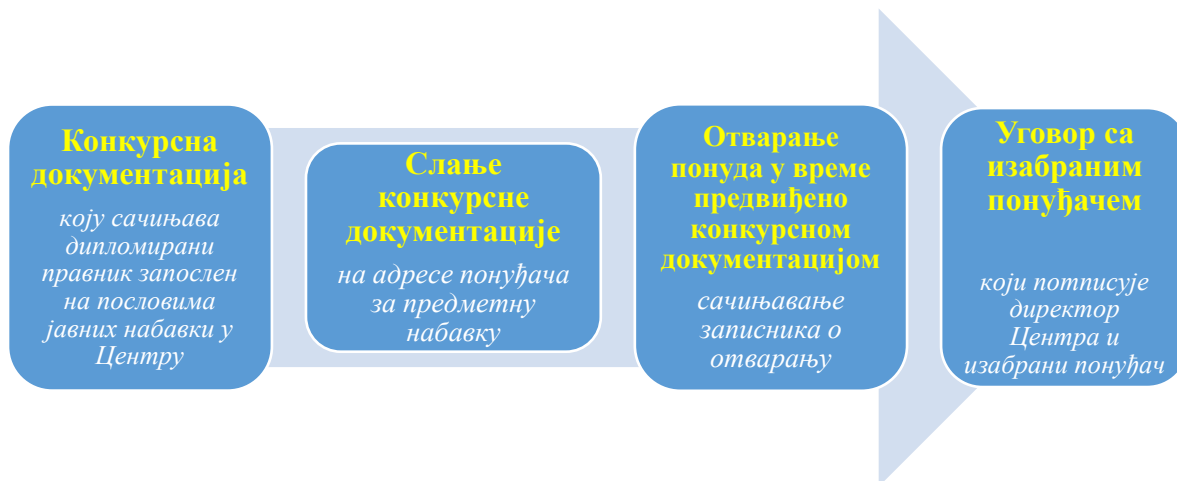 Конкурсна
документација
коју сачињава
дипломирани
правник запослен
на пословима
јавних набавки у
Центру
Слање
конкурсне
документације
на адресе понуђача
за предметну
набавку
Отварање
понуда у време
предвиђено
конкурсном
документацијом
сачињавање
записника о
отварању
Уговор са
изабраним
понуђачем
који потписује
директор
Центра и
изабрани понуђач